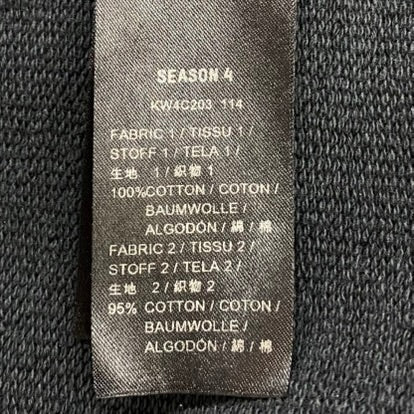 SEASON 4
KW4C203 114
FABRIC 1 / TISSU 1 /
STOFF 1 / TELA 1 /
生地 1 / 織物 1
100%COTTON / COTON /
BAUMWOLLE /
ALGODÓN / 綿 / 棉
FABRIC 2 / TISSU 2 /
STOFF 2 / TELA 2 /
生地 2 / 織物 2
95% COTTON / COTON /
BAUMWOLLE /
ALGODÓN / 綿 / 棉